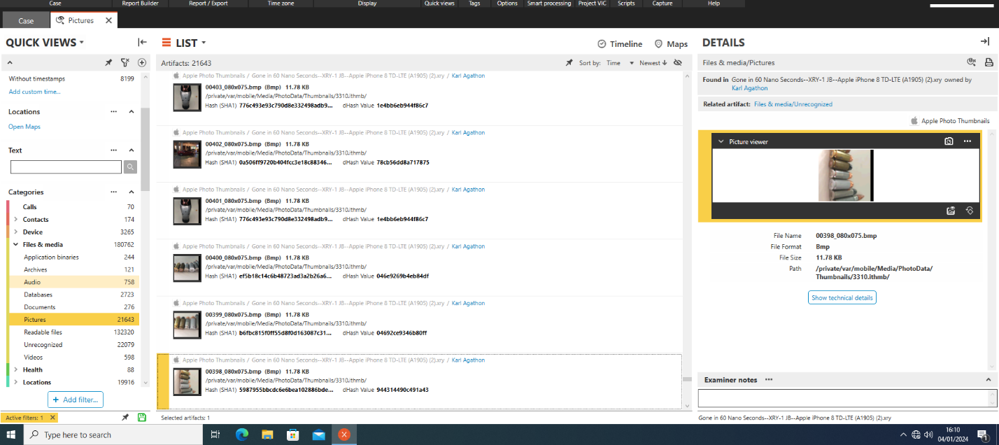 Case Report Builder Report / Export Time zone Display Quick views Tags Options Smart processing Project VIC Scripts Capture Help
Case Pictures
QUICK VIEWS
Without timestamps 8199
Add custom time...
Locations
Open Maps
Text
Categories
Calls 70
Contacts 174
Device 3265
Files & media 180762
Application binaries 244
Archives 121
Audio 758
Databases 2723
Documents 276
Pictures 21643
Readable files 132320
Unrecognized 22079
Videos 598
Health 88
Locations 19916
+ Add filter...
Active filters: 1
LIST Timeline Maps
Artifacts: 21643 Sort by: Time Newest
Apple Photo Thumbnails / Gone in 60 Nano Seconds--XRY-1 JB--Apple iPhone 8 TD-LTE (A1905) (2).xry / Karl Agathon
00403_080x075.bmp (Bmp) 11.78 KB
/private/var/mobile/Media/PhotoData/Thumbnails/3310.ithmb/
Hash (SHA1) 776c493e93c790d8e332498adb9... dHash Value 1e4bb6eb944f86c7
Apple Photo Thumbnails / Gone in 60 Nano Seconds--XRY-1 JB--Apple iPhone 8 TD-LTE (A1905) (2).xry / Karl Agathon
00402_080x075.bmp (Bmp) 11.78 KB
/private/var/mobile/Media/PhotoData/Thumbnails/3310.ithmb/
Hash (SHA1) 0a506ff9720b404fcc3e18c88346... dHash Value 78cb56dd8a717875
Apple Photo Thumbnails / Gone in 60 Nano Seconds--XRY-1 JB--Apple iPhone 8 TD-LTE (A1905) (2).xry / Karl Agathon
00401_080x075.bmp (Bmp) 11.78 KB
/private/var/mobile/Media/PhotoData/Thumbnails/3310.ithmb/
Hash (SHA1) 776c493e93c790d8e332498adb9... dHash Value 1e4bb6eb944f86c7
Apple Photo Thumbnails / Gone in 60 Nano Seconds--XRY-1 JB--Apple iPhone 8 TD-LTE (A1905) (2).xry / Karl Agathon
00400_080x075.bmp (Bmp) 11.78 KB
/private/var/mobile/Media/PhotoData/Thumbnails/3310.ithmb/
Hash (SHA1) ef5b18c14c6b48723ad3a2b26a6... dHash Value 046e9269b4eb84df
Apple Photo Thumbnails / Gone in 60 Nano Seconds--XRY-1 JB--Apple iPhone 8 TD-LTE (A1905) (2).xry / Karl Agathon
00399_080x075.bmp (Bmp) 11.78 KB
/private/var/mobile/Media/PhotoData/Thumbnails/3310.ithmb/
Hash (SHA1) b6fbc815f0ff55d8f0d163087c31... dHash Value 04692ce9346b80ff
Apple Photo Thumbnails / Gone in 60 Nano Seconds--XRY-1 JB--Apple iPhone 8 TD-LTE (A1905) (2).xry / Karl Agathon
00398_080x075.bmp (Bmp) 11.78 KB
/private/var/mobile/Media/PhotoData/Thumbnails/3310.ithmb/
Hash (SHA1) 5987955bbcdc6e6bea102886bde... dHash Value 944314490c491a43
Selected artifacts: 1
DETAILS
Files & media/Pictures
Found in Gone in 60 Nano Seconds--XRY-1 JB--Apple iPhone 8 TD-LTE (A1905) (2).xry owned by
Karl Agathon
Related artifact: Files & media/Unrecognized
Apple Photo Thumbnails
Picture viewer
File Name 00398_080x075.bmp
File Format Bmp
File Size 11.78 KB
Path /private/var/mobile/Media/PhotoData/
Thumbnails/3310.ithmb/
Show technical details
Examiner notes
Gone in 60 Nano Seconds--XRY-1 JB--Apple iPhone 8 TD-LTE (A1905) (2).xry
Type here to search
16:10
04/01/2024
1